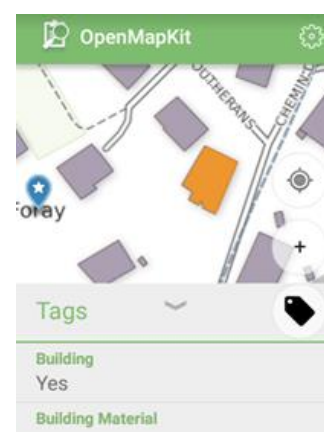 OpenMapKit
OUTHERANS
CHEMIN D
Foray
+
Tags
Building
Yes
Building Material